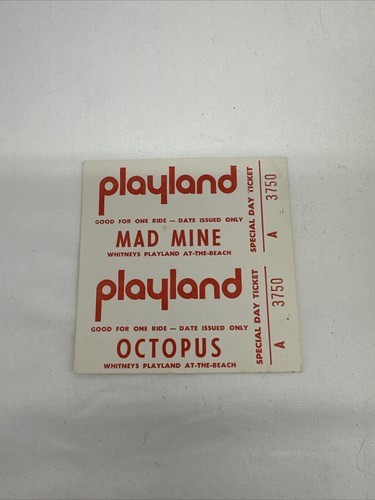 playland
GOOD FOR ONE RIDE — DATE ISSUED ONLY
MAD MINE
WHITNEYS PLAYLAND AT-THE-BEACH
SPECIAL DAY TICKET
A 3750
playland
GOOD FOR ONE RIDE — DATE ISSUED ONLY
OCTOPUS
WHITNEYS PLAYLAND AT-THE-BEACH
SPECIAL DAY TICKET
A 3750